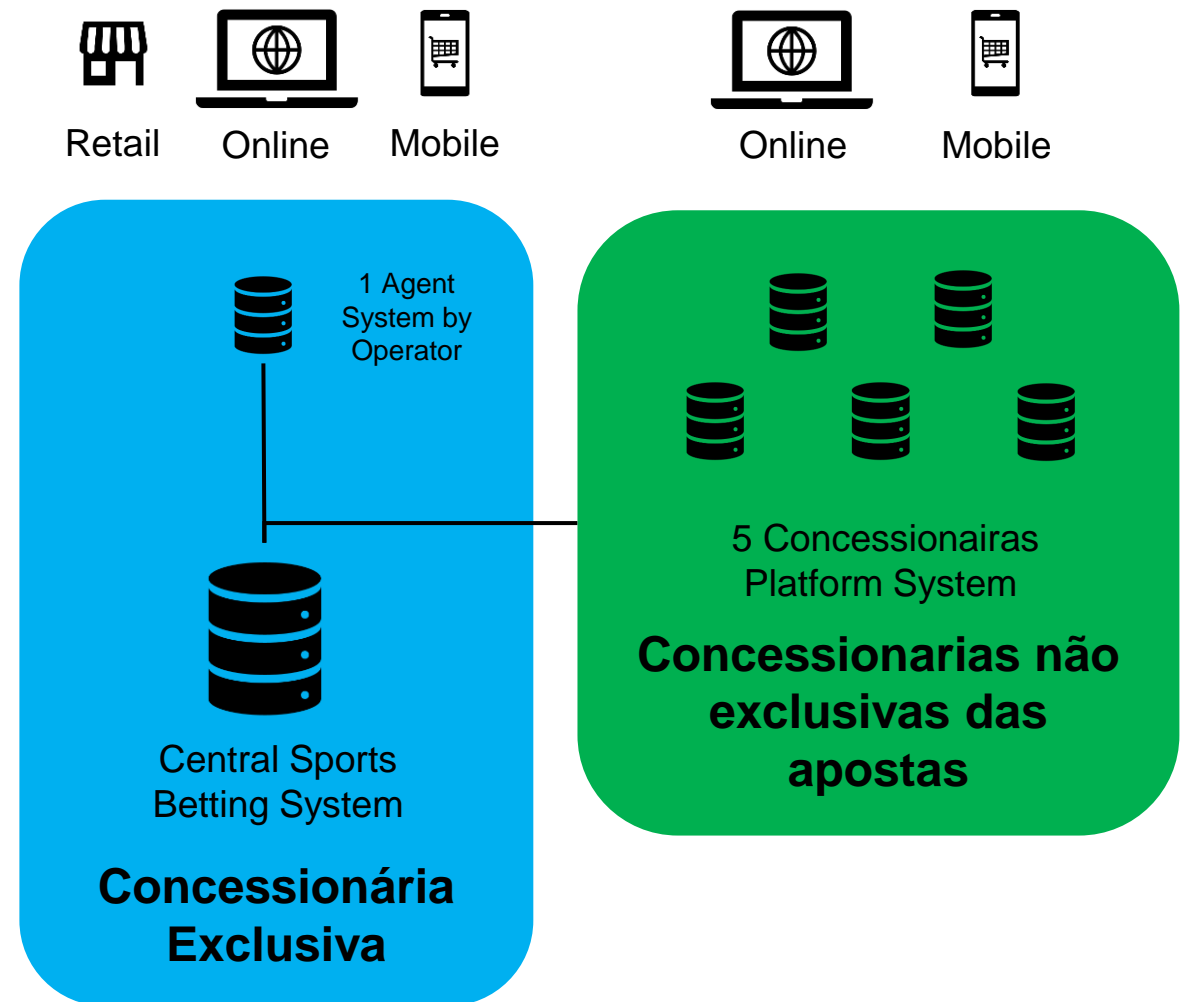 Retail
Online
Mobile
Online
Mobile
1 Agent
System by
Operator
Central Sports
Betting System
Concessionária
Exclusiva
5 Concessionairas
Platform System
Concessionarias não
exclusivas das
apostas